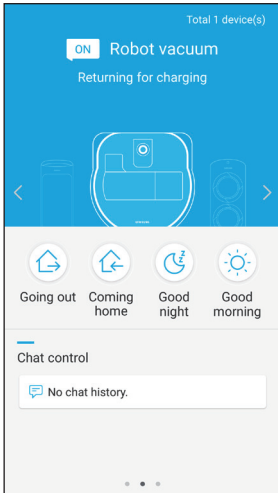 Total 1 device(s)
ON Robot vacuum
Returning for charging
SAMSUNG
Going out Coming home Good night Good morning
Chat control
No chat history.